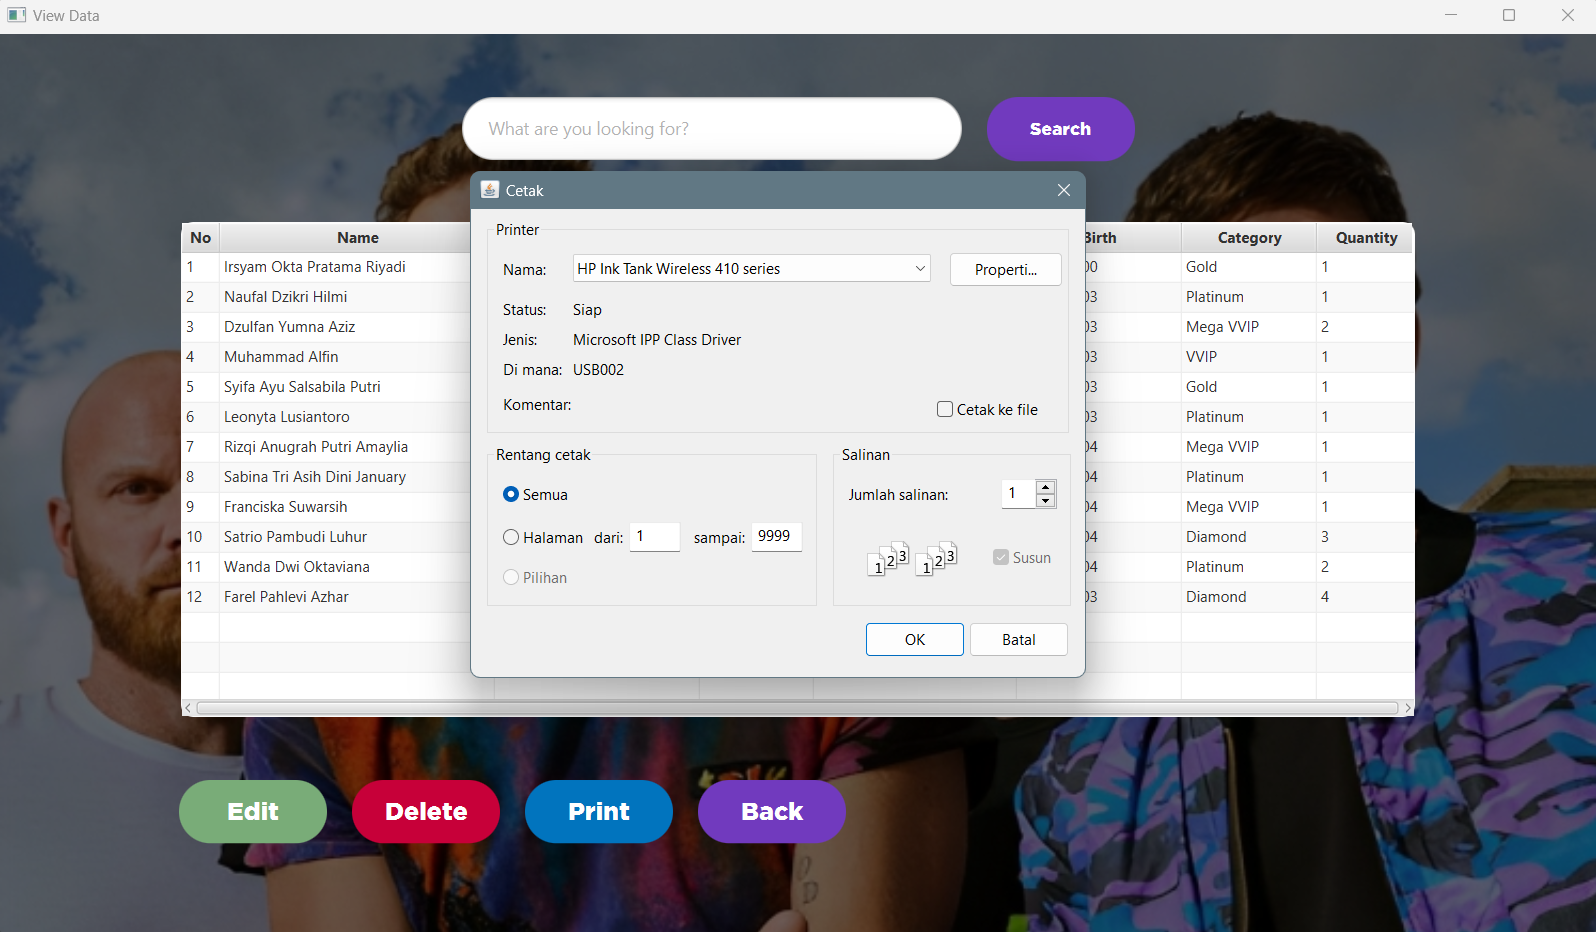 View Data
What are you looking for?
Search
Cetak
Printer
Nama: HP Ink Tank Wireless 410 series Properti...
Status: Siap
Jenis: Microsoft IPP Class Driver
Di mana: USB002
Komentar:
Cetak ke file
Rentang cetak
Semua
Halaman dari: 1 sampai: 9999
Pilihan
Salinan
Jumlah salinan: 1
1 2 3 1 2 3
Susun
OK Batal
No Name Birth Category Quantity
1 Irsyam Okta Pratama Riyadi 00 Gold 1
2 Naufal Dzikri Hilmi 03 Platinum 1
3 Dzulfan Yumna Aziz 03 Mega VVIP 2
4 Muhammad Alfin 03 VVIP 1
5 Syifa Ayu Salsabila Putri 03 Gold 1
6 Leonyta Lusiantoro 03 Platinum 1
7 Rizqi Anugrah Putri Amaylia 04 Mega VVIP 1
8 Sabina Tri Asih Dini January 04 Platinum 1
9 Franciska Suwarsih 04 Mega VVIP 1
10 Satrio Pambudi Luhur 04 Diamond 3
11 Wanda Dwi Oktaviana 04 Platinum 2
12 Farel Pahlevi Azhar 03 Diamond 4
Edit Delete Print Back